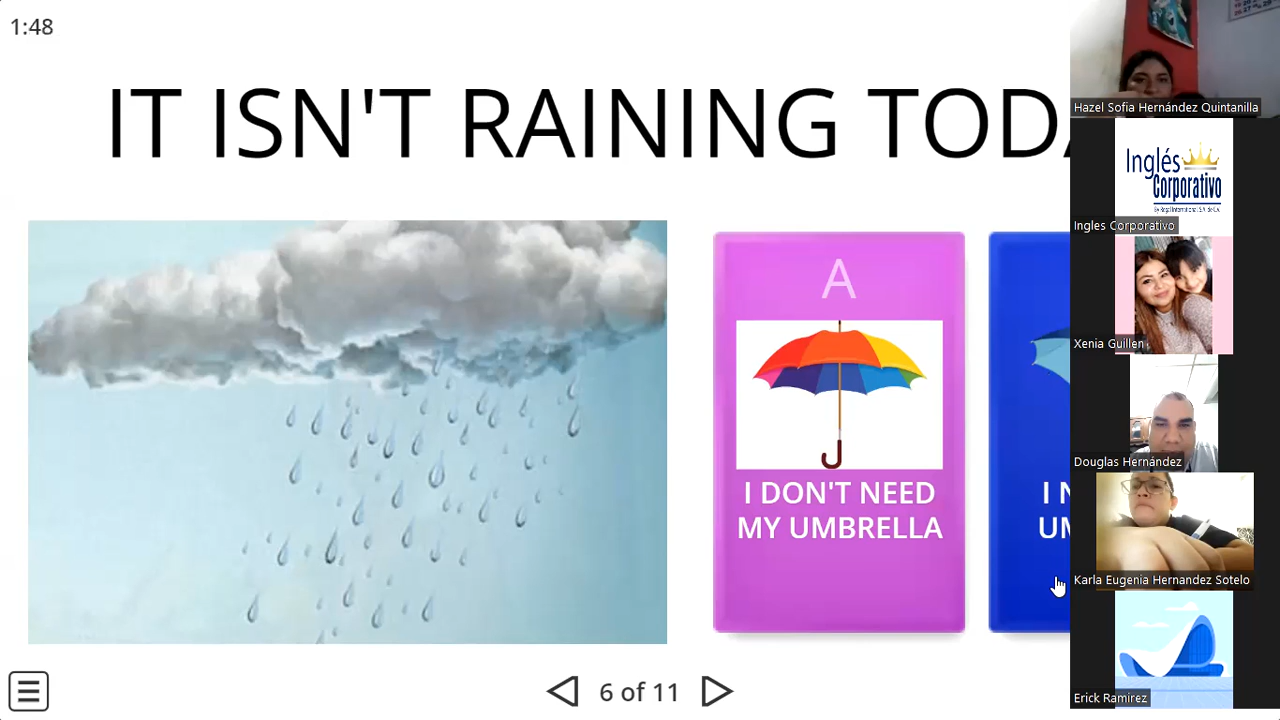 1:48
IT ISN'T RAINING
A
I DON'T NEED
MY UMBRELLA
6 of 11
Hazel Sofia Hernández Quintanilla
Inglés
Corporativo
Ingles Corporativo
Xenia Guillen
Douglas Hernández
Karla Eugenia Hernandez Sotelo
Erick Ramirez